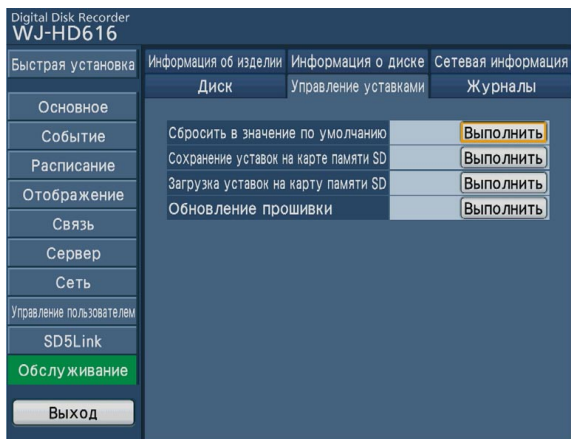 Digital Disk Recorder
WJ-HD616
Быстрая установка
Основное
Событие
Расписание
Отображение
Связь
Сервер
Сеть
Управление пользователем
SD5Link
Обслуживание
Выход
Информация об изделии Информация о диске Сетевая информация
Диск Управление уставками Журналы
Сбросить в значение по умолчанию Выполнить
Сохранение уставок на карте памяти SD Выполнить
Загрузка уставок на карту памяти SD Выполнить
Обновление прошивки Выполнить